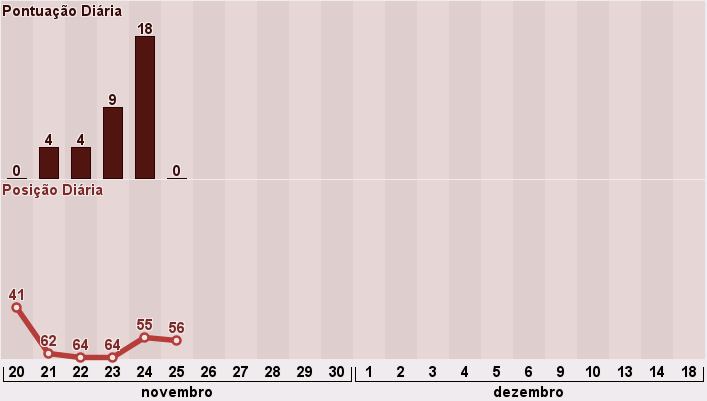 Pontuação Diária
18
9
4 4
0 0
Posição Diária
41
62 64 64 55 56
20 21 22 23 24 25 26 27 28 29 30 1 2 3 4 5 6 9 10 13 14 18
novembro dezembro